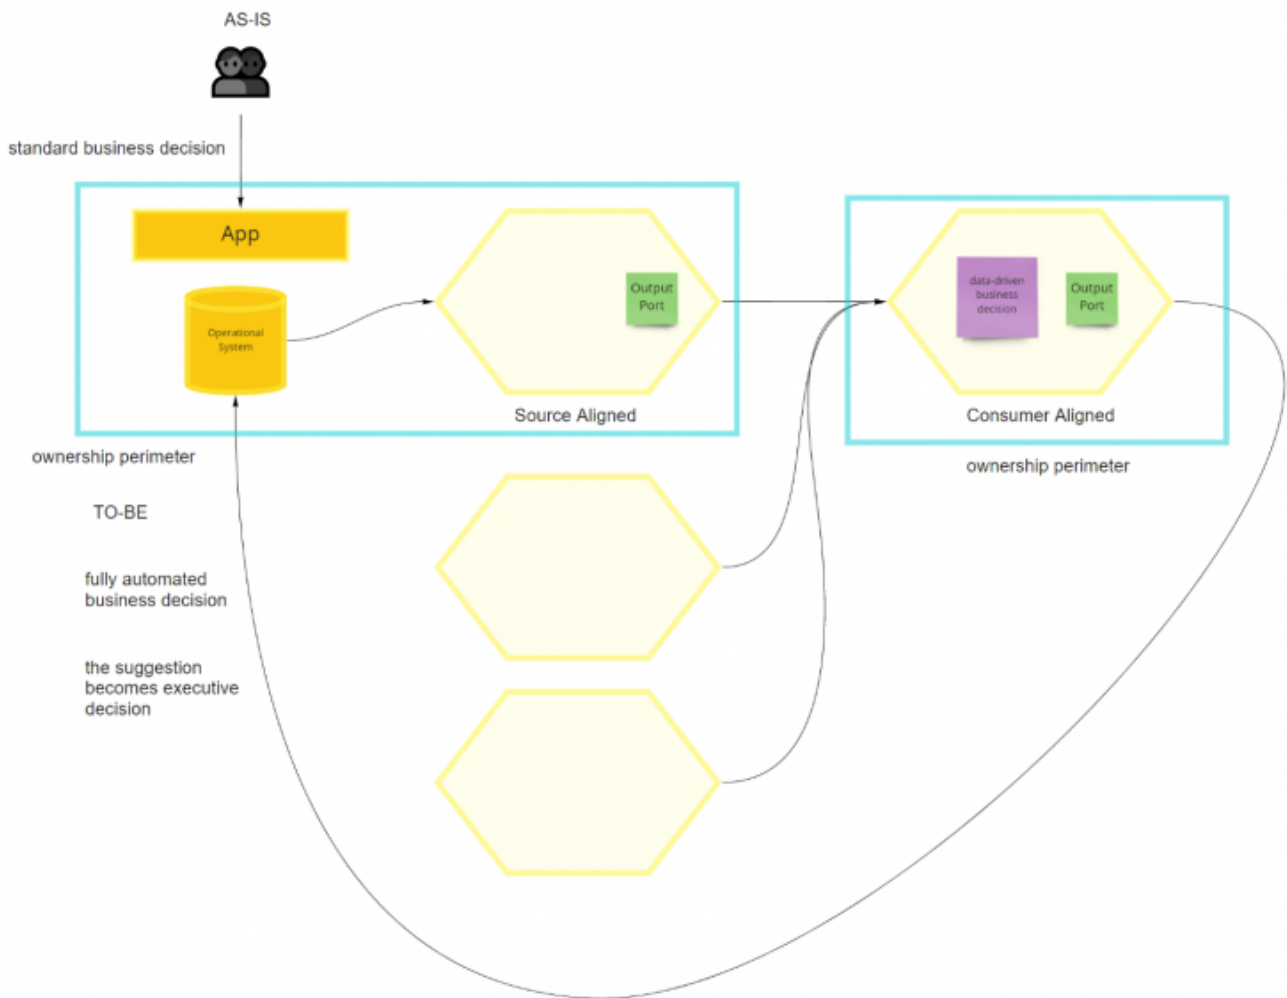 AS-IS
standard business decision
App
Operational
System
Output
Port
Source Aligned
ownership perimeter
data-driven
business
decision
Output
Port
Consumer Aligned
ownership perimeter
TO-BE
fully automated
business decision
the suggestion
becomes executive
decision